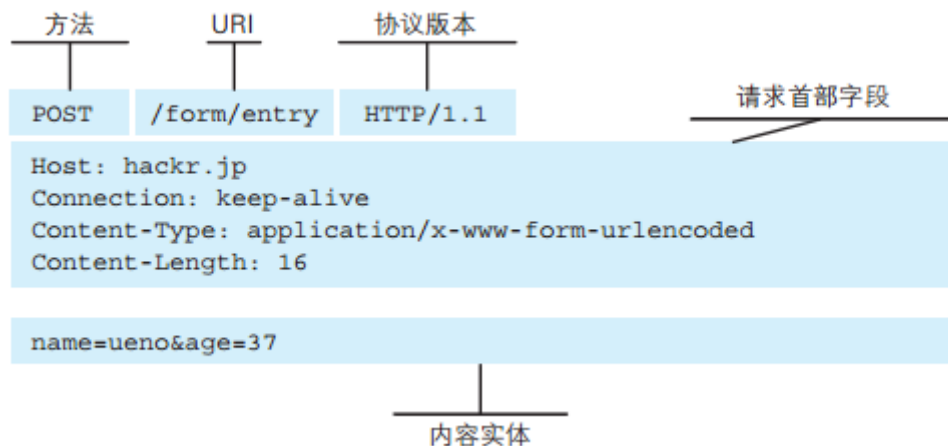 方法 URI 协议版本
POST /form/entry HTTP/1.1
请求首部字段
Host: hackr.jp
Connection: keep-alive
Content-Type: application/x-www-form-urlencoded
Content-Length: 16
name=ueno&age=37
内容实体